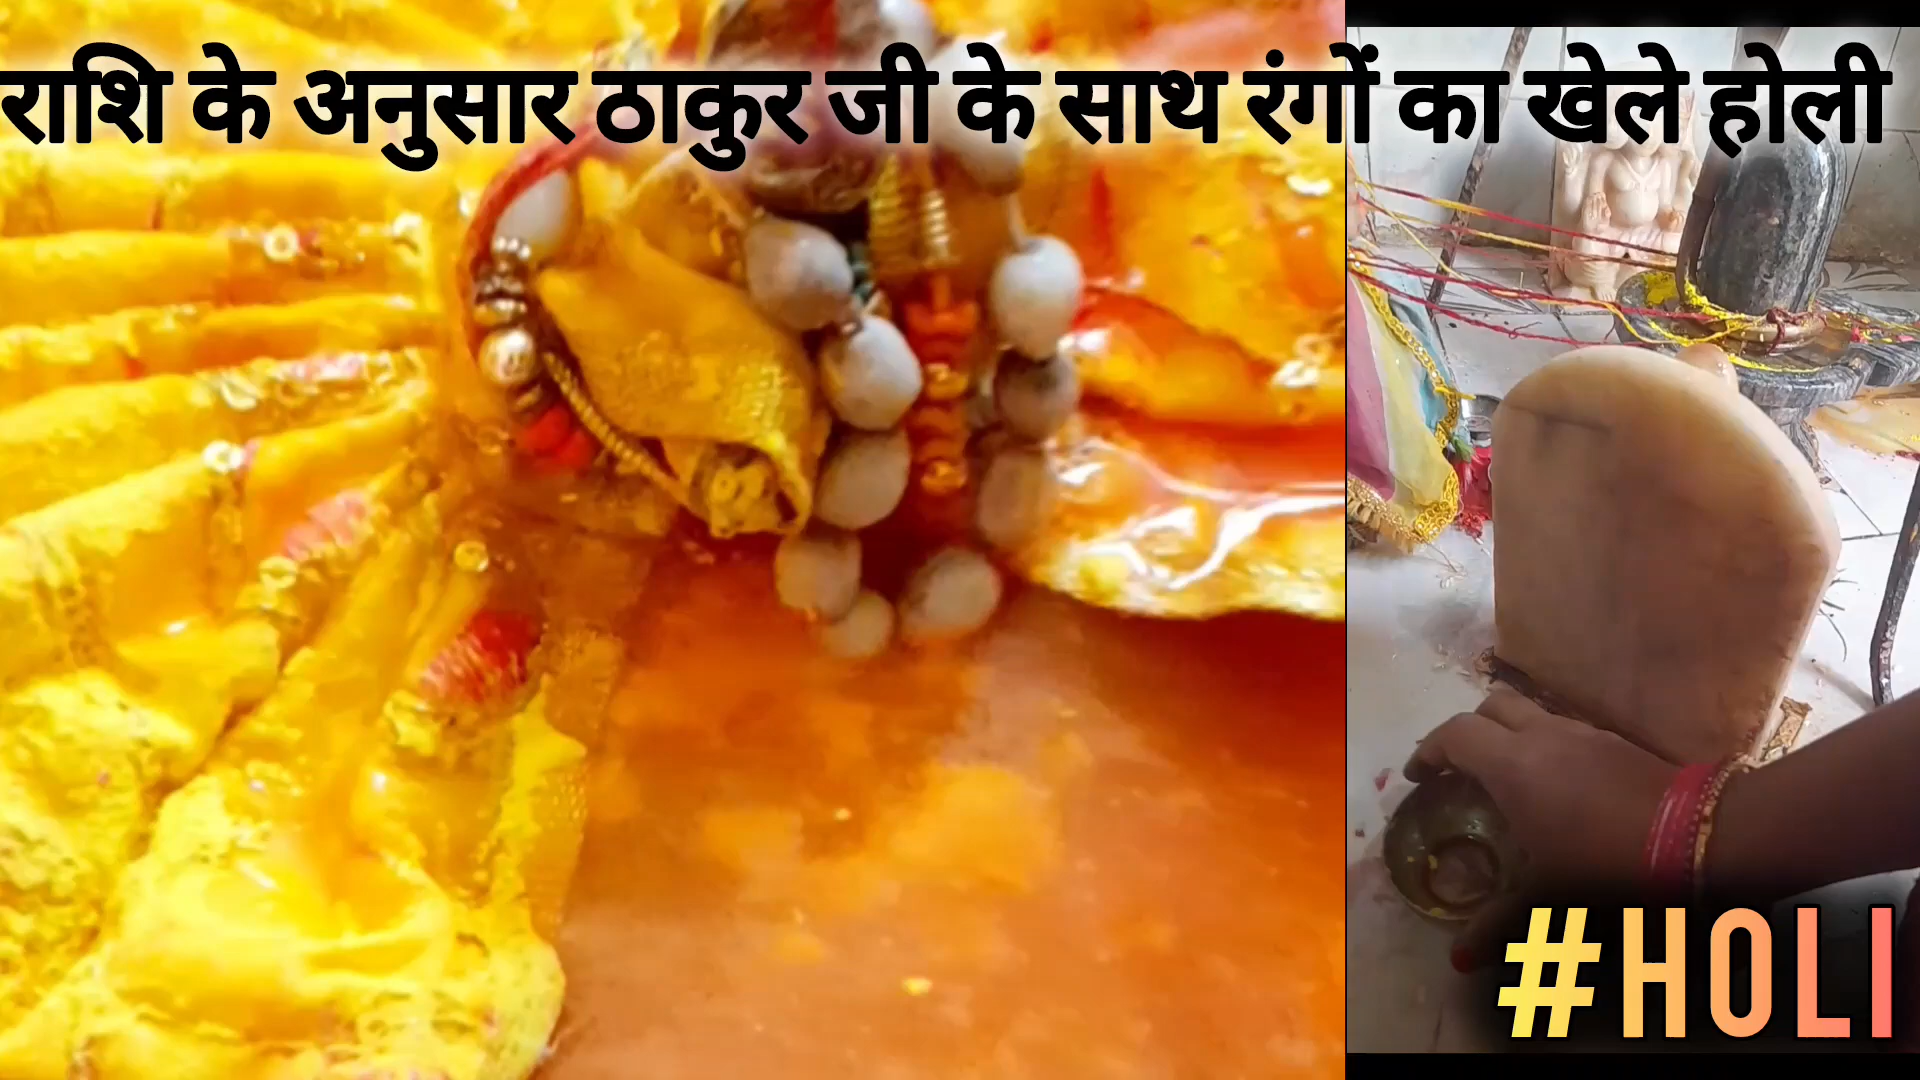 राशि के अनुसार ठाकुर जी के साथ रंगों का खेले होली
#HOLI